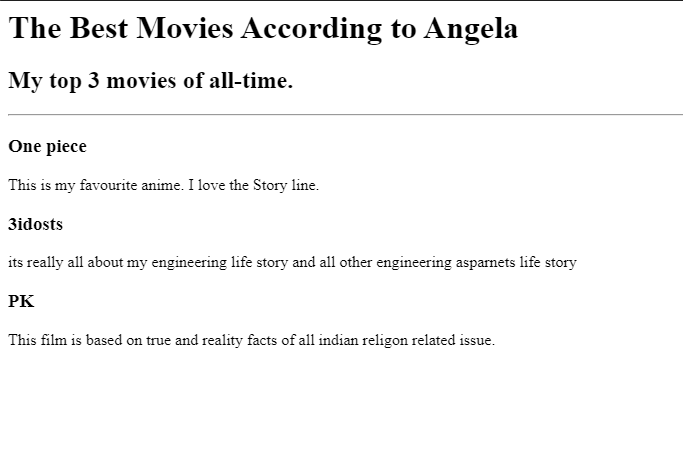 The Best Movies According to Angela
My top 3 movies of all-time.
One piece
This is my favourite anime. I love the Story line.
3idosts
its really all about my engineering life story and all other engineering asparnets life story
PK
This film is based on true and reality facts of all indian religon related issue.